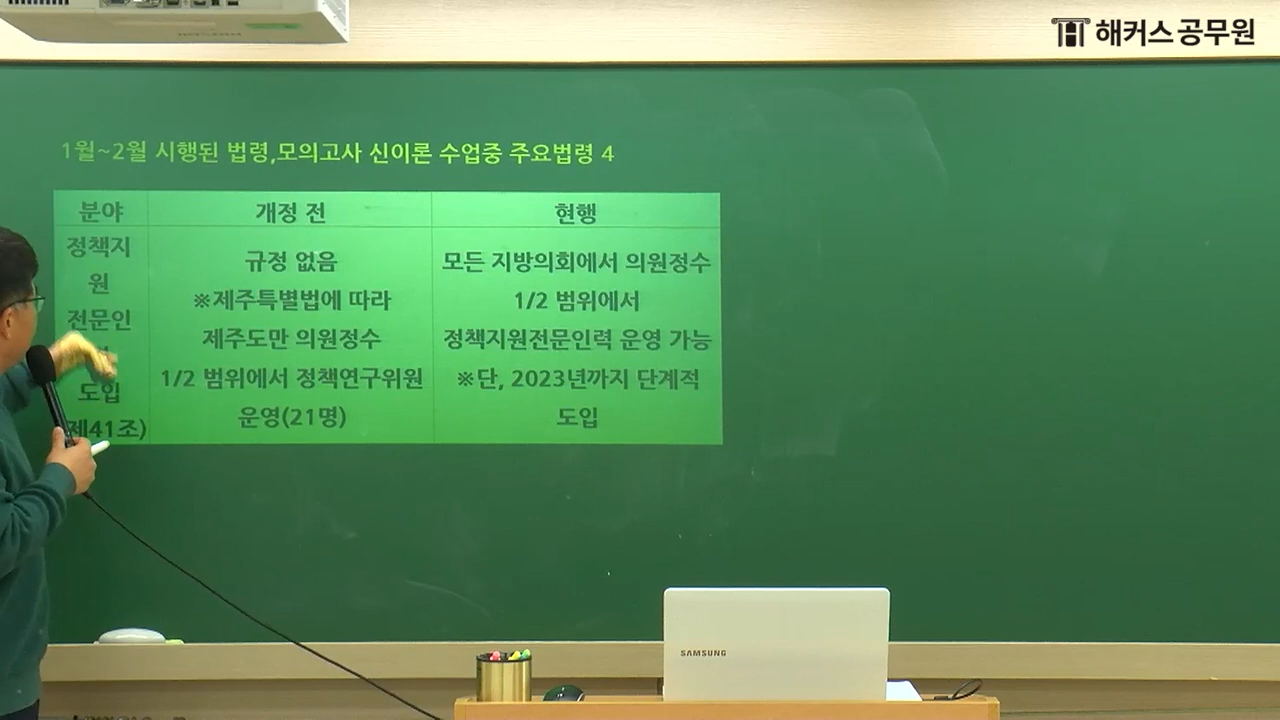 해커스공무원
1월~2월 시행된 법령,모의고사 신이론 수업중 주요법령 4
분야
개정 전
현행
정책지
원
전문인
도입
제41조)
규정 없음
※제주특별법에 따라
제주도만 의원정수
1/2 범위에서 정책연구위원
운영(21명)
모든 지방의회에서 의원정수
1/2 범위에서
정책지원전문인력 운영 가능
※단, 2023년까지 단계적
도입
SAMSUNG